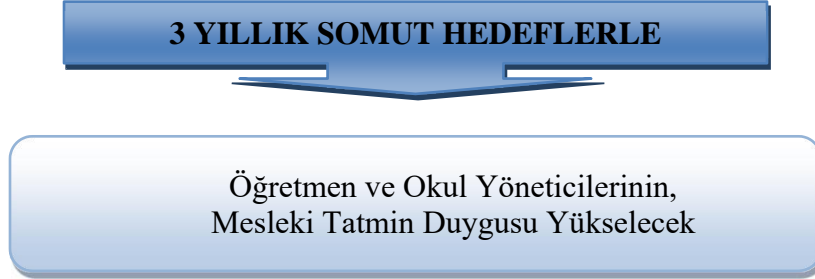 3 YILLIK SOMUT HEDEFLERLE
Öğretmen ve Okul Yöneticilerinin,
Mesleki Tatmin Duygusu Yükselecek